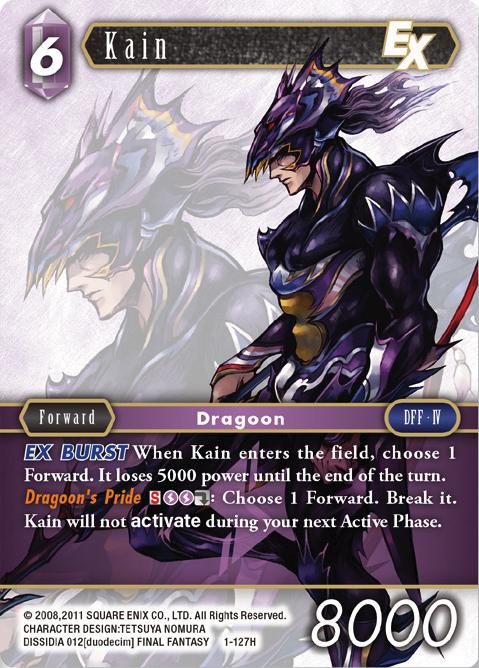 6
Kain
EX
Forward
Dragoon
DFF · IV
EX BURST When Kain enters the field, choose 1
Forward. It loses 5000 power until the end of the turn.
Dragoon's Pride S : Choose 1 Forward. Break it.
Kain will not activate during your next Active Phase.
© 2008,2011 SQUARE ENIX CO., LTD. All Rights Reserved.
CHARACTER DESIGN:TETSUYA NOMURA
DISSIDIA 012[duodecim] FINAL FANTASY
1-127H
8000